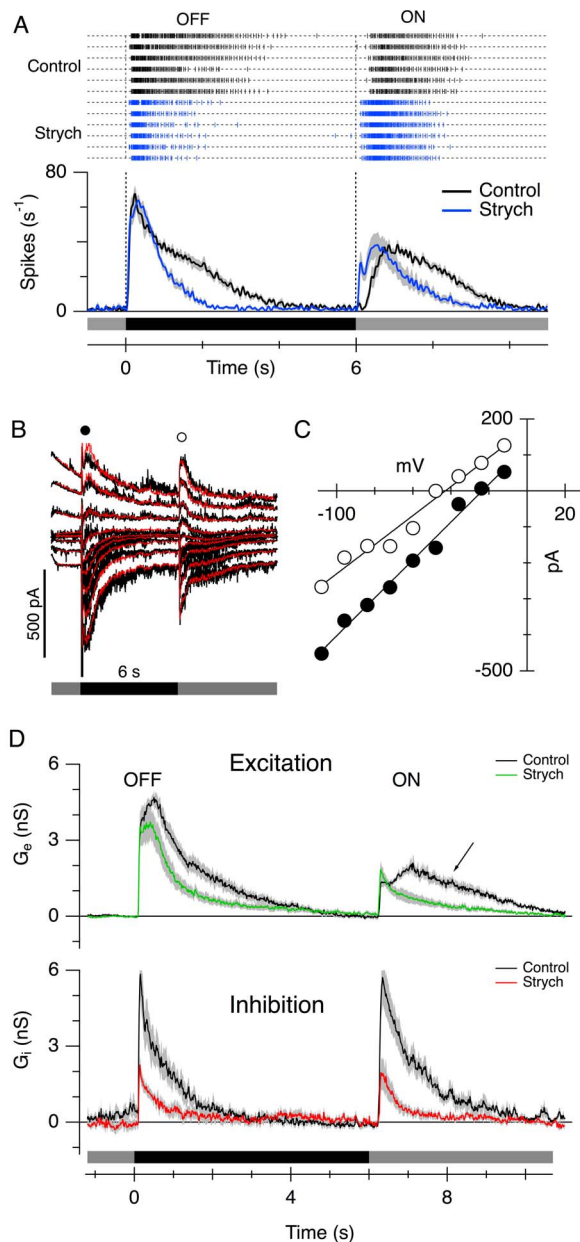 A
OFF
ON
Control
Strych
80
Spikes (s⁻¹)
0
Control
Strych
0
6
Time (s)
B
500 pA
6 s
C
200
mV
-100
20
pA
-500
D
6
OFF
Excitation
ON
Control
Strych
Gₑ (nS)
3
0
6
Control
Strych
Inhibition
Gᵢ (nS)
3
0
0
4
8
Time (s)